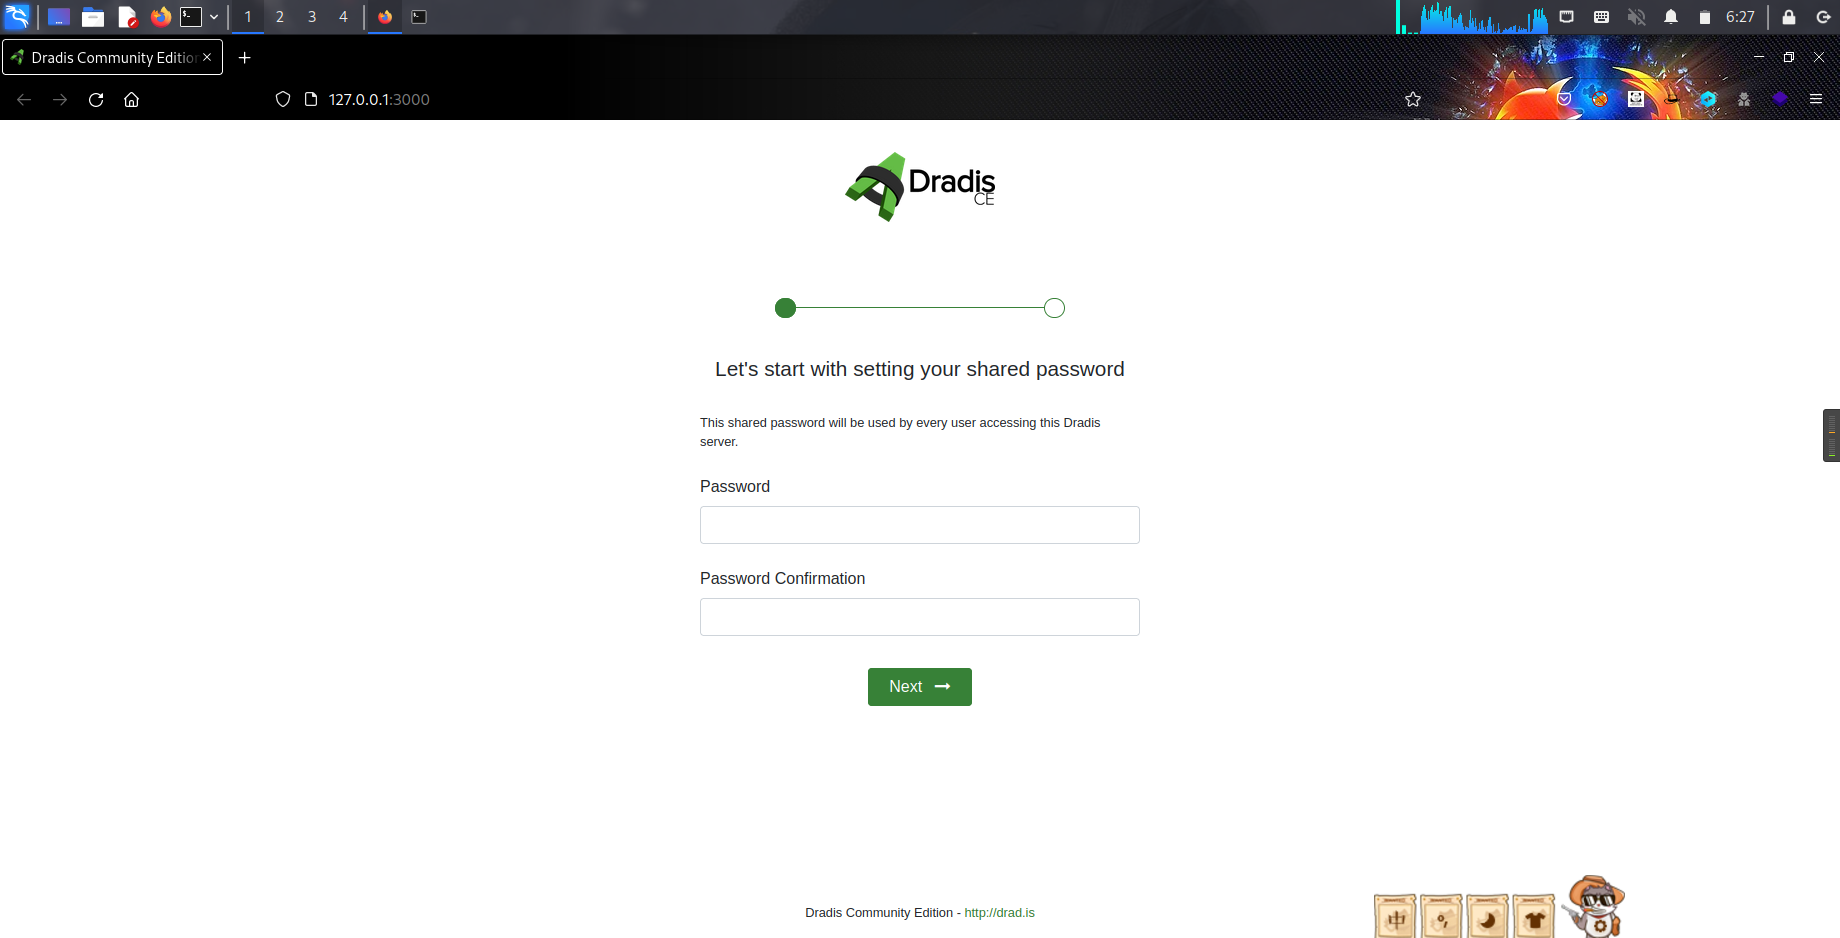 1 2 3 4
6:27
Dradis Community Edition
127.0.0.1:3000
Dradis
CE
Let's start with setting your shared password
This shared password will be used by every user accessing this Dradis
server.
Password
Password Confirmation
Next
Dradis Community Edition - http://drad.is
中